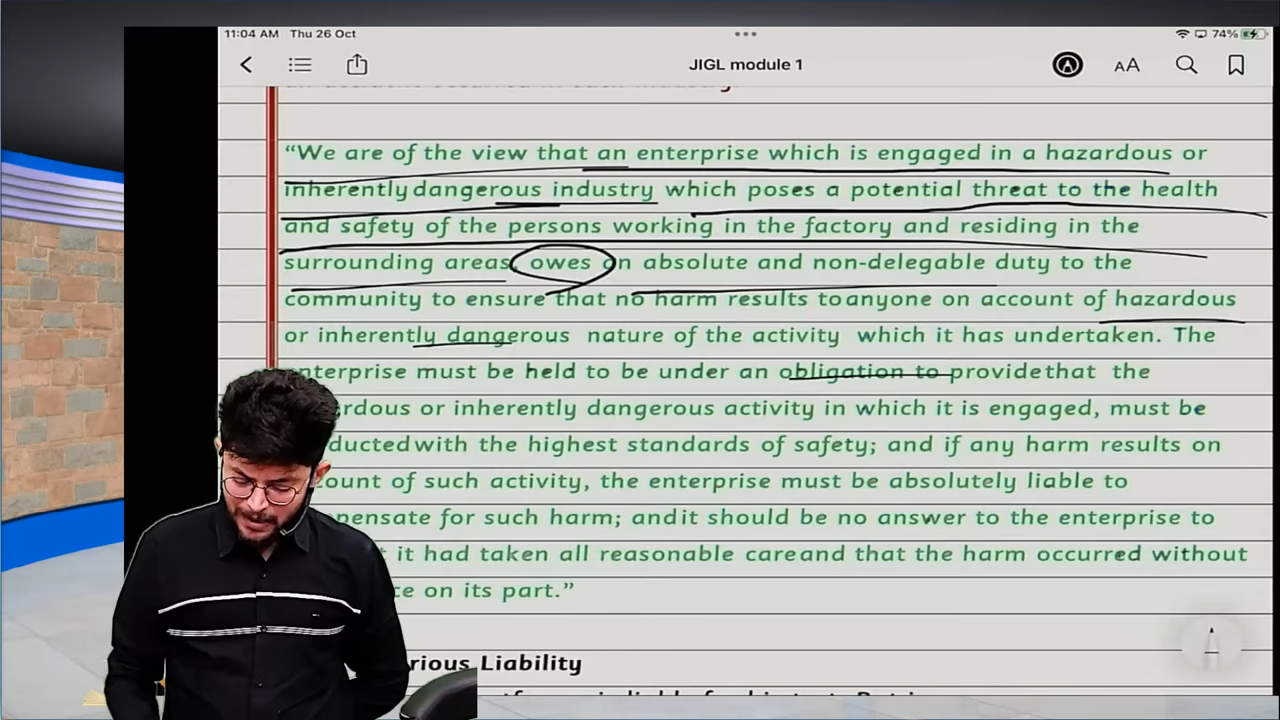 11:04 AM Thu 26 Oct
74%
JIGL module 1
AA
“We are of the view that an enterprise which is engaged in a hazardous or
inherently dangerous industry which poses a potential threat to the health
and safety of the persons working in the factory and residing in the
surrounding areas, owes an absolute and non-delegable duty to the
community to ensure that no harm results to anyone on account of hazardous
or inherently dangerous nature of the activity which it has undertaken. The
enterprise must be held to be under an obligation to provide that the
or inherently dangerous activity in which it is engaged, must be
with the highest standards of safety; and if any harm results on
of such activity, the enterprise must be absolutely liable to
for such harm; and it should be no answer to the enterprise to
it had taken all reasonable care and that the harm occurred without
on its part.”
Liability